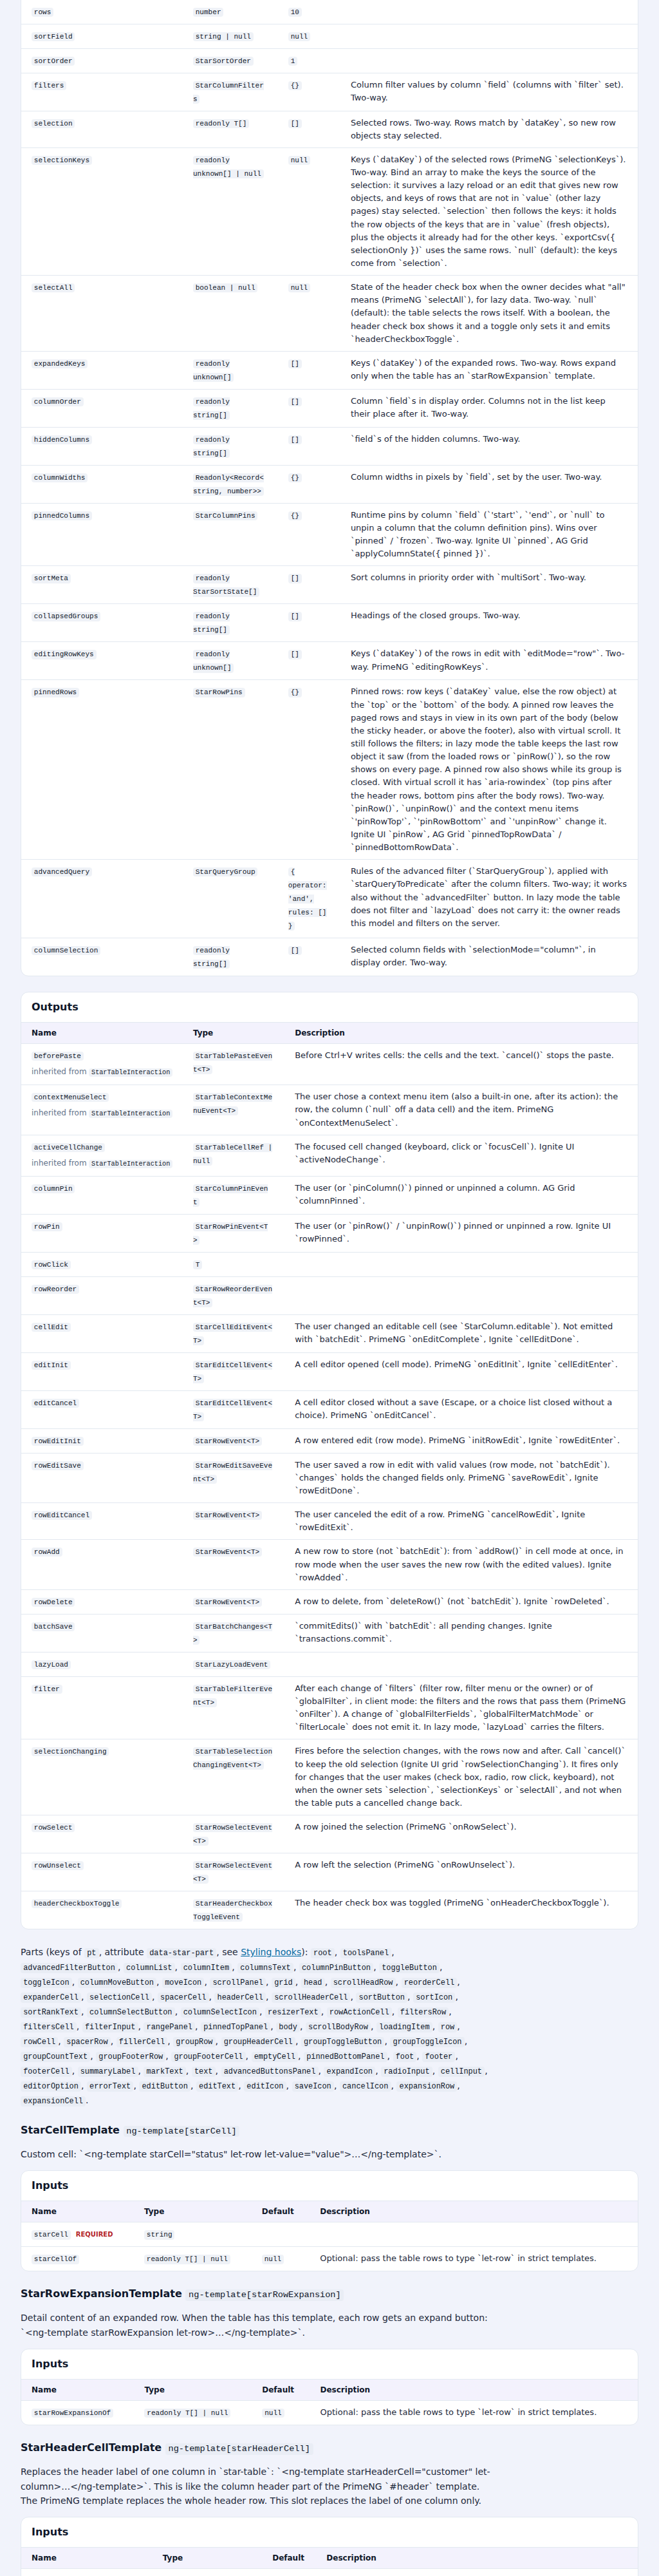 rows number 10
sortField string | null null
sortOrder StarSortOrder 1
filters StarColumnFilter {} Column filter values by column `field` (columns with `filter` set).
s Two-way.
selection readonly T[] [] Selected rows. Two-way. Rows match by `dataKey`, so new row
objects stay selected.
selectionKeys readonly null Keys (`dataKey`) of the selected rows (PrimeNG `selectionKeys`).
unknown[] | null Two-way. Bind an array to make the keys the source of the
selection: it survives a lazy reload or an edit that gives new row
objects, and keys of rows that are not in `value` (other lazy
pages) stay selected. `selection` then follows the keys: it holds
the row objects of the keys that are in `value` (fresh objects),
plus the objects it already had for the other keys. `exportCsv({
selectionOnly })` uses the same rows. `null` (default): the keys
come from `selection`.
selectAll boolean | null null State of the header check box when the owner decides what "all"
means (PrimeNG `selectAll`), for lazy data. Two-way. `null`
(default): the table selects the rows itself. With a boolean, the
header check box shows it and a toggle only sets it and emits
`headerCheckboxToggle`.
expandedKeys readonly [] Keys (`dataKey`) of the expanded rows. Two-way. Rows expand
unknown[] only when the table has an `starRowExpansion` template.
columnOrder readonly [] Column `field`s in display order. Columns not in the list keep
string[] their place after it. Two-way.
hiddenColumns readonly [] `field`s of the hidden columns. Two-way.
string[]
columnWidths Readonly<Record< {} Column widths in pixels by `field`, set by the user. Two-way.
string, number>>
pinnedColumns StarColumnPins {} Runtime pins by column `field` (`'start'`, `'end'`, or `null` to
unpin a column that the column definition pins). Wins over
`pinned` / `frozen`. Two-way. Ignite UI `pinned`, AG Grid
`applyColumnState({ pinned })`.
sortMeta readonly [] Sort columns in priority order with `multiSort`. Two-way.
StarSortState[]
collapsedGroups readonly [] Headings of the closed groups. Two-way.
string[]
editingRowKeys readonly [] Keys (`dataKey`) of the rows in edit with `editMode="row"`. Two-
unknown[] way. PrimeNG `editingRowKeys`.
pinnedRows StarRowPins {} Pinned rows: row keys (`dataKey` value, else the row object) at
the `top` or the `bottom` of the body. A pinned row leaves the
paged rows and stays in view in its own part of the body (below
the sticky header, or above the footer), also with virtual scroll. It
still follows the filters; in lazy mode the table keeps the last row
object it saw (from the loaded rows or `pinRow()`), so the row
shows on every page. A pinned row also shows while its group is
closed. With virtual scroll it has `aria-rowindex` (top pins after
the header rows, bottom pins after the body rows). Two-way.
`pinRow()`, `unpinRow()` and the context menu items
`'pinRowTop'`, `'pinRowBottom'` and `'unpinRow'` change it.
Ignite UI `pinRow`, AG Grid `pinnedTopRowData` /
`pinnedBottomRowData`.
advancedQuery StarQueryGroup { Rules of the advanced filter (`StarQueryGroup`), applied with
operator: `starQueryToPredicate` after the column filters. Two-way; it works
'and', also without the `advancedFilter` button. In lazy mode the table
rules: [] does not filter and `lazyLoad` does not carry it: the owner reads
} this model and filters on the server.
columnSelection readonly [] Selected column fields with `selectionMode="column"`, in
string[] display order. Two-way.
Outputs
Name Type Description
beforePaste StarTablePasteEven Before Ctrl+V writes cells: the cells and the text. `cancel()` stops the paste.
inherited from StarTableInteraction t<T>
contextMenuSelect StarTableContextMe The user chose a context menu item (also a built-in one, after its action): the
inherited from StarTableInteraction nuEvent<T> row, the column (`null` off a data cell) and the item. PrimeNG
`onContextMenuSelect`.
activeCellChange StarTableCellRef | The focused cell changed (keyboard, click or `focusCell`). Ignite UI
inherited from StarTableInteraction null `activeNodeChange`.
columnPin StarColumnPinEven The user (or `pinColumn()`) pinned or unpinned a column. AG Grid
t `columnPinned`.
rowPin StarRowPinEvent<T The user (or `pinRow()` / `unpinRow()`) pinned or unpinned a row. Ignite UI
> `rowPinned`.
rowClick T
rowReorder StarRowReorderEven
t<T>
cellEdit StarCellEditEvent< The user changed an editable cell (see `StarColumn.editable`). Not emitted
T> with `batchEdit`. PrimeNG `onEditComplete`, Ignite `cellEditDone`.
editInit StarEditCellEvent< A cell editor opened (cell mode). PrimeNG `onEditInit`, Ignite `cellEditEnter`.
T>
editCancel StarEditCellEvent< A cell editor closed without a save (Escape, or a choice list closed without a
T> choice). PrimeNG `onEditCancel`.
rowEditInit StarRowEvent<T> A row entered edit (row mode). PrimeNG `initRowEdit`, Ignite `rowEditEnter`.
rowEditSave StarRowEditSaveEve The user saved a row in edit with valid values (row mode, not `batchEdit`).
nt<T> `changes` holds the changed fields only. PrimeNG `saveRowEdit`, Ignite
`rowEditDone`.
rowEditCancel StarRowEvent<T> The user canceled the edit of a row. PrimeNG `cancelRowEdit`, Ignite
`rowEditExit`.
rowAdd StarRowEvent<T> A new row to store (not `batchEdit`): from `addRow()` in cell mode at once, in
row mode when the user saves the new row (with the edited values). Ignite
`rowAdded`.
rowDelete StarRowEvent<T> A row to delete, from `deleteRow()` (not `batchEdit`). Ignite `rowDeleted`.
batchSave StarBatchChanges<T `commitEdits()` with `batchEdit`: all pending changes. Ignite
> `transactions.commit`.
lazyLoad StarLazyLoadEvent
filter StarTableFilterEve After each change of `filters` (filter row, filter menu or the owner) or of
nt<T> `globalFilter`, in client mode: the filters and the rows that pass them (PrimeNG
`onFilter`). A change of `globalFilterFields`, `globalFilterMatchMode` or
`filterLocale` does not emit it. In lazy mode, `lazyLoad` carries the filters.
selectionChanging StarTableSelection Fires before the selection changes, with the rows now and after. Call `cancel()`
ChangingEvent<T> to keep the old selection (Ignite UI grid `rowSelectionChanging`). It fires only
for changes that the user makes (check box, radio, row click, keyboard), not
when the owner sets `selection`, `selectionKeys` or `selectAll`, and not when
the table puts a cancelled change back.
rowSelect StarRowSelectEvent A row joined the selection (PrimeNG `onRowSelect`).
<T>
rowUnselect StarRowSelectEvent A row left the selection (PrimeNG `onRowUnselect`).
<T>
headerCheckboxToggle StarHeaderCheckbox The header check box was toggled (PrimeNG `onHeaderCheckboxToggle`).
ToggleEvent
Parts (keys of pt , attribute data-star-part , see Styling hooks): root , toolsPanel ,
advancedFilterButton , columnList , columnItem , columnsText , columnPinButton , toggleButton ,
toggleIcon , columnMoveButton , moveIcon , scrollPanel , grid , head , scrollHeadRow , reorderCell ,
expanderCell , selectionCell , spacerCell , headerCell , scrollHeaderCell , sortButton , sortIcon ,
sortRankText , columnSelectButton , columnSelectIcon , resizerText , rowActionCell , filtersRow ,
filtersCell , filterInput , rangePanel , pinnedTopPanel , body , scrollBodyRow , loadingItem , row ,
rowCell , spacerRow , fillerCell , groupRow , groupHeaderCell , groupToggleButton , groupToggleIcon ,
groupCountText , groupFooterRow , groupFooterCell , emptyCell , pinnedBottomPanel , foot , footer ,
footerCell , summaryLabel , markText , text , advancedButtonsPanel , expandIcon , radioInput , cellInput ,
editorOption , errorText , editButton , editText , editIcon , saveIcon , cancelIcon , expansionRow ,
expansionCell .
StarCellTemplate ng-template[starCell]
Custom cell: `<ng-template starCell="status" let-row let-value="value">…</ng-template>`.
Inputs
Name Type Default Description
starCell REQUIRED string
starCellOf readonly T[] | null null Optional: pass the table rows to type `let-row` in strict templates.
StarRowExpansionTemplate ng-template[starRowExpansion]
Detail content of an expanded row. When the table has this template, each row gets an expand button:
`<ng-template starRowExpansion let-row>…</ng-template>`.
Inputs
Name Type Default Description
starRowExpansionOf readonly T[] | null null Optional: pass the table rows to type `let-row` in strict templates.
StarHeaderCellTemplate ng-template[starHeaderCell]
Replaces the header label of one column in `star-table`: `<ng-template starHeaderCell="customer" let-
column>…</ng-template>`. This is like the column header part of the PrimeNG `#header` template.
The PrimeNG template replaces the whole header row. This slot replaces the label of one column only.
Inputs
Name Type Default Description